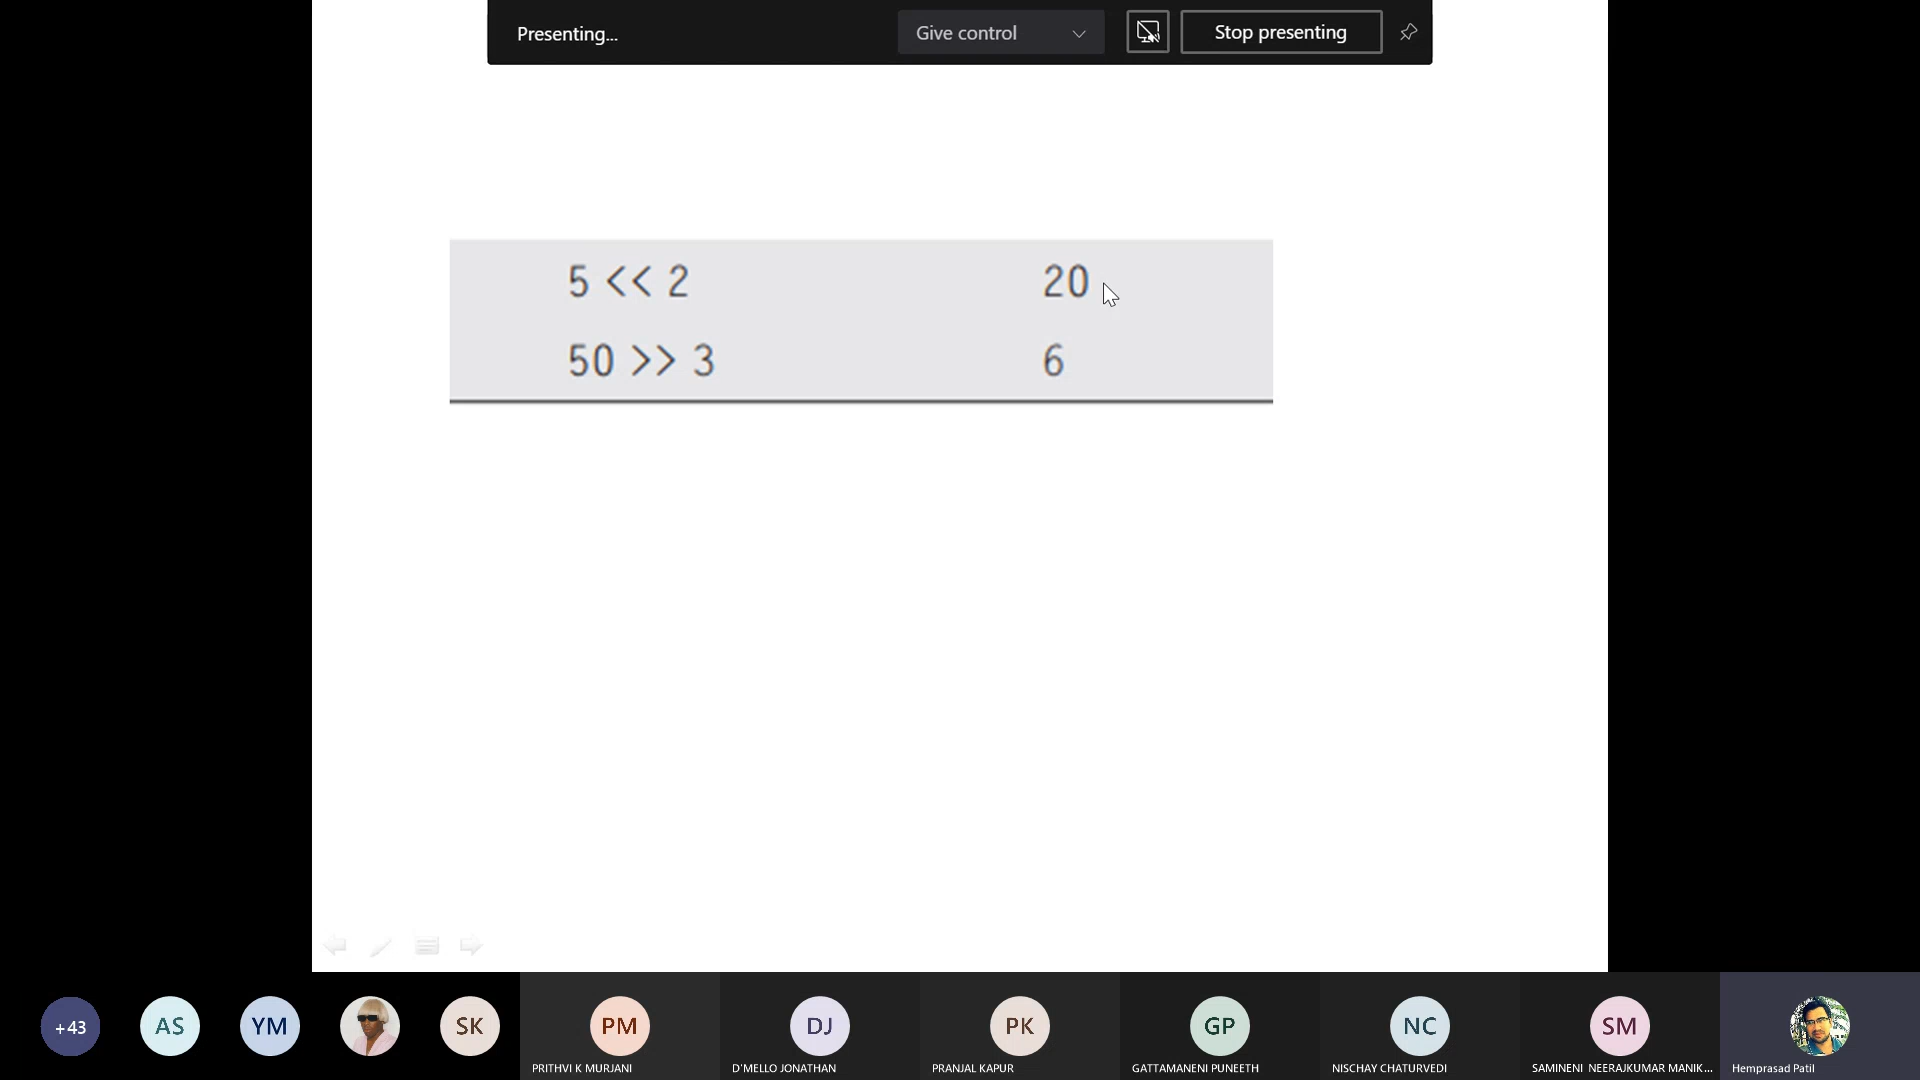 Presenting...
Give control
Stop presenting
5 << 2 20
50 >> 3 6
+43 AS YM SK PM DJ PK GP NC SM
PRITHVI K MURJANI D'MELLO JONATHAN PRANJAL KAPUR GATTAMANENI PUNEETH NISCHAY CHATURVEDI SAMINENI NEERAJKUMAR MANIK... Hemprasad Patil